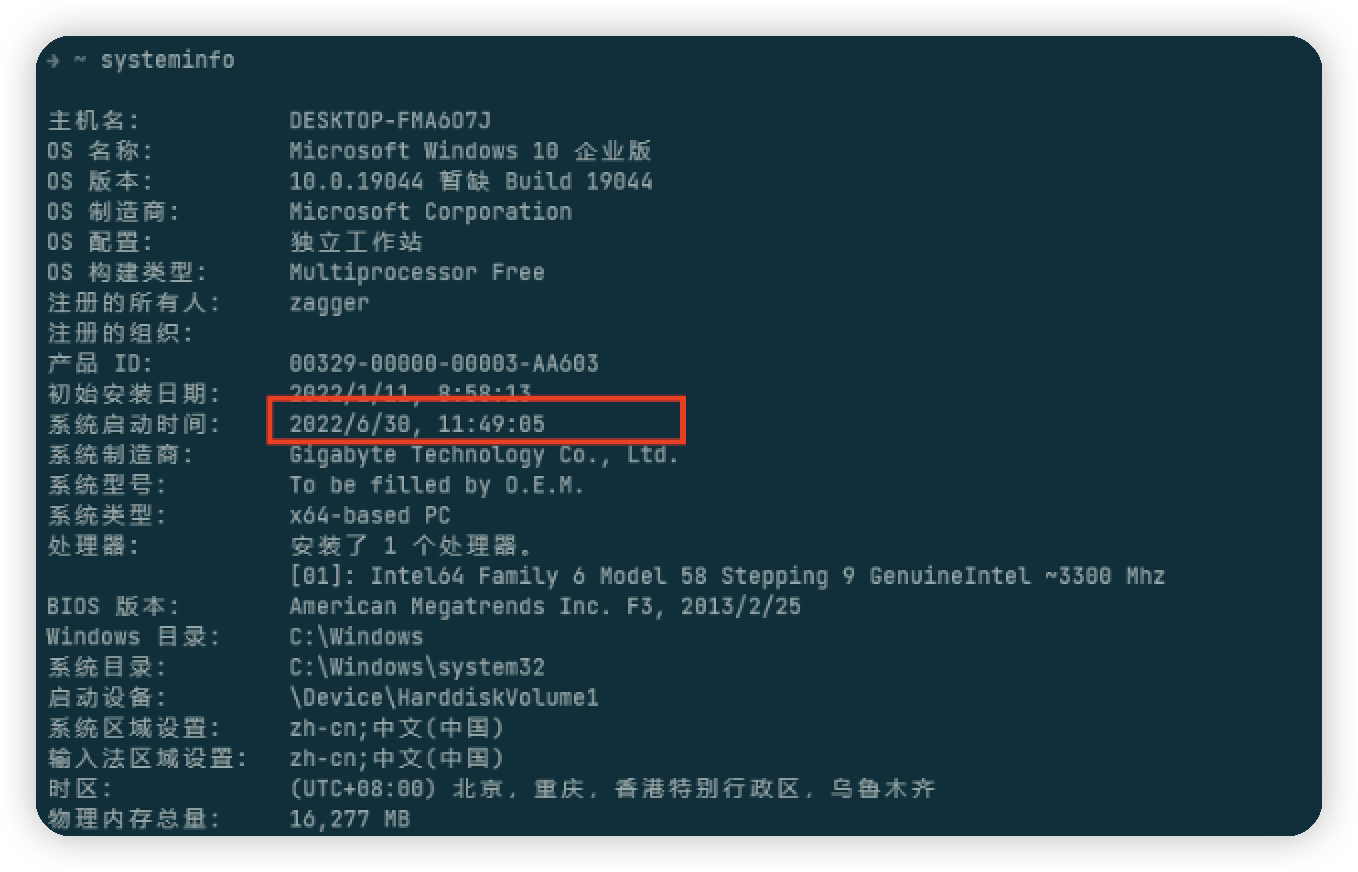 → ~ systeminfo
主机名: DESKTOP-FMA6O7J
OS 名称: Microsoft Windows 10 企业版
OS 版本: 10.0.19044 暂缺 Build 19044
OS 制造商: Microsoft Corporation
OS 配置: 独立工作站
OS 构建类型: Multiprocessor Free
注册的所有人: zagger
注册的组织:
产品 ID: 00329-00000-00003-AA603
初始安装日期: 2022/1/11, 8:58:13
系统启动时间: 2022/6/30, 11:49:05
系统制造商: Gigabyte Technology Co., Ltd.
系统型号: To be filled by O.E.M.
系统类型: x64-based PC
处理器: 安装了 1 个处理器。
[01]: Intel64 Family 6 Model 58 Stepping 9 GenuineIntel ~3300 Mhz
BIOS 版本: American Megatrends Inc. F3, 2013/2/25
Windows 目录: C:\Windows
系统目录: C:\Windows\system32
启动设备: \Device\HarddiskVolume1
系统区域设置: zh-cn;中文(中国)
输入法区域设置: zh-cn;中文(中国)
时区: (UTC+08:00) 北京，重庆，香港特别行政区，乌鲁木齐
物理内存总量: 16,277 MB